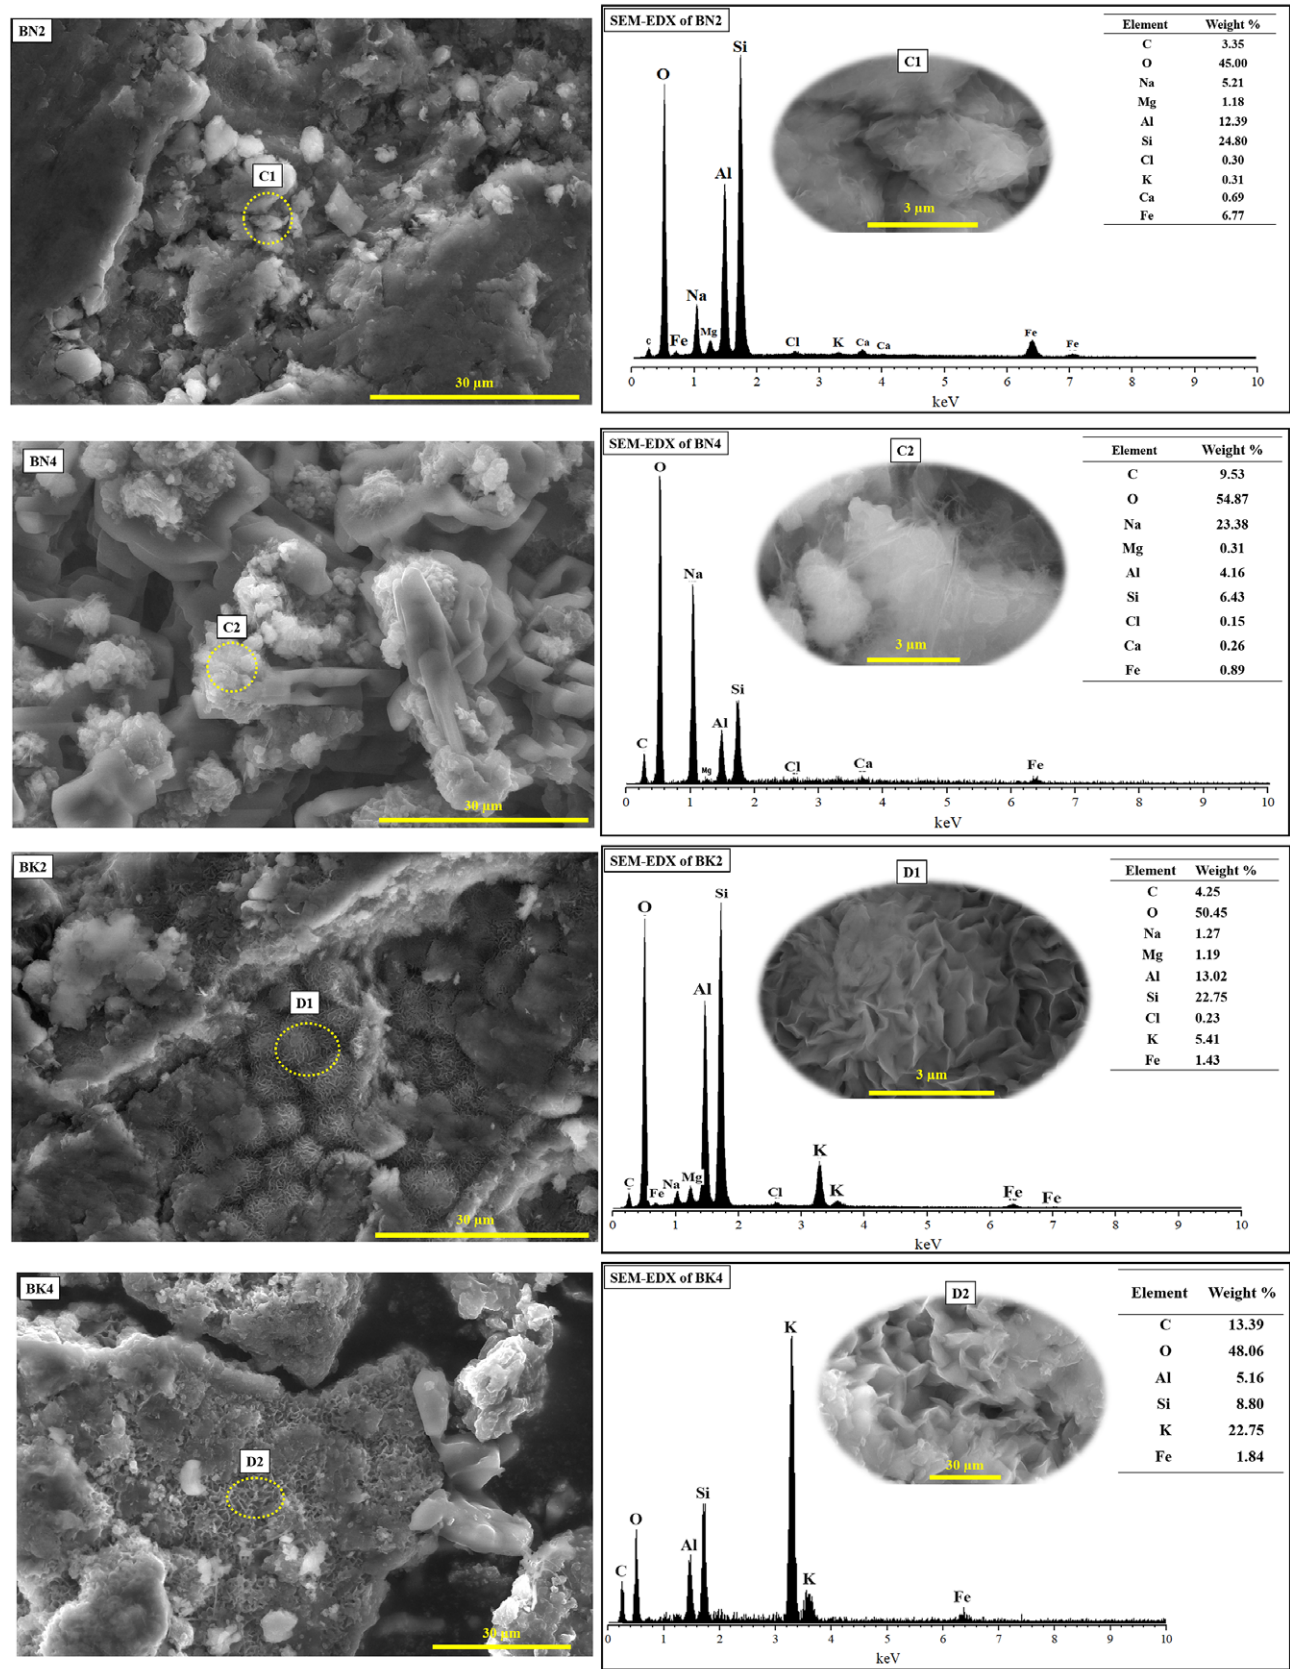 BN2
C1
30 µm
SEM-EDX of BN2
C1
3 µm
Element Weight %
C 3.35
O 45.00
Na 5.21
Mg 1.18
Al 12.39
Si 24.80
Cl 0.30
K 0.31
Ca 0.69
Fe 6.77
O
Si
Al
Na
C
Fe
Mg
Cl
K
Ca
Ca
Fe
Fe
0 1 2 3 4 5 6 7 8 9 10
keV
BN4
C2
30 µm
SEM-EDX of BN4
C2
3 µm
Element Weight %
C 9.53
O 54.87
Na 23.38
Mg 0.31
Al 4.16
Si 6.43
Cl 0.15
Ca 0.26
Fe 0.89
O
Na
Si
Al
C
Mg
Cl
Ca
Fe
0 1 2 3 4 5 6 7 8 9 10
keV
BK2
D1
30 µm
SEM-EDX of BK2
D1
3 µm
Element Weight %
C 4.25
O 50.45
Na 1.27
Mg 1.19
Al 13.02
Si 22.75
Cl 0.23
K 5.41
Fe 1.43
O
Si
Al
K
C
Fe
Na
Mg
Cl
K
Fe
Fe
0 1 2 3 4 5 6 7 8 9 10
keV
BK4
D2
30 µm
SEM-EDX of BK4
D2
30 µm
Element Weight %
C 13.39
O 48.06
Al 5.16
Si 8.80
K 22.75
Fe 1.84
K
O
Si
Al
C
K
Fe
0 1 2 3 4 5 6 7 8 9 10
keV